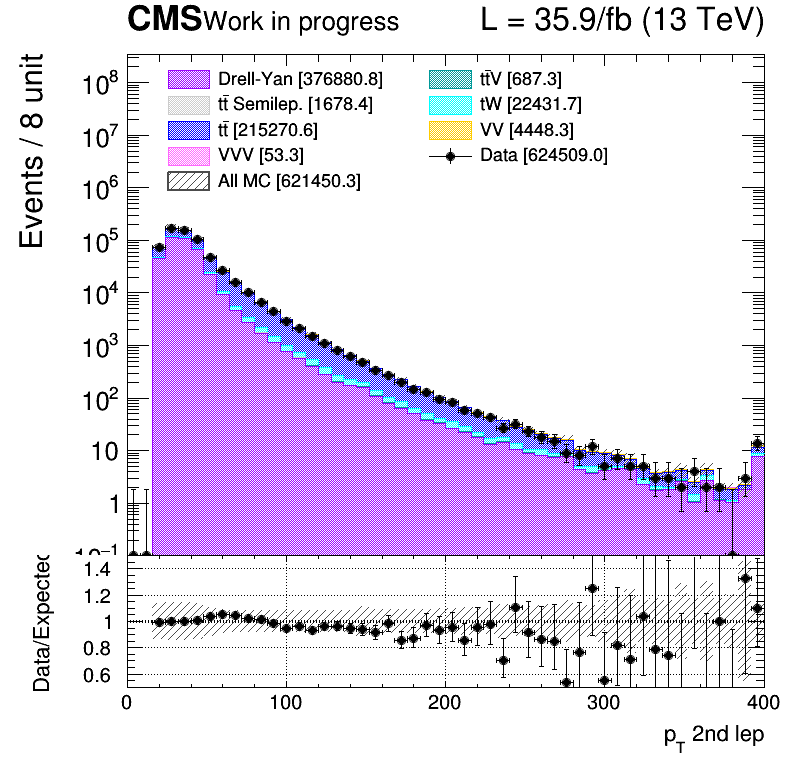 CMS Work in progress L = 35.9/fb (13 TeV)
Drell-Yan [376880.8] tt̄V [687.3]
tt̄ Semilep. [1678.4] tW [22431.7]
tt̄ [215270.6] VV [4448.3]
VVV [53.3] Data [624509.0]
All MC [621450.3]
Events / 8 unit
10⁸
10⁷
10⁶
10⁵
10⁴
10³
10²
10
1
10⁻¹
Data/Expected
1.4
1.2
1
0.8
0.6
0 100 200 300 400
p_T 2nd lep